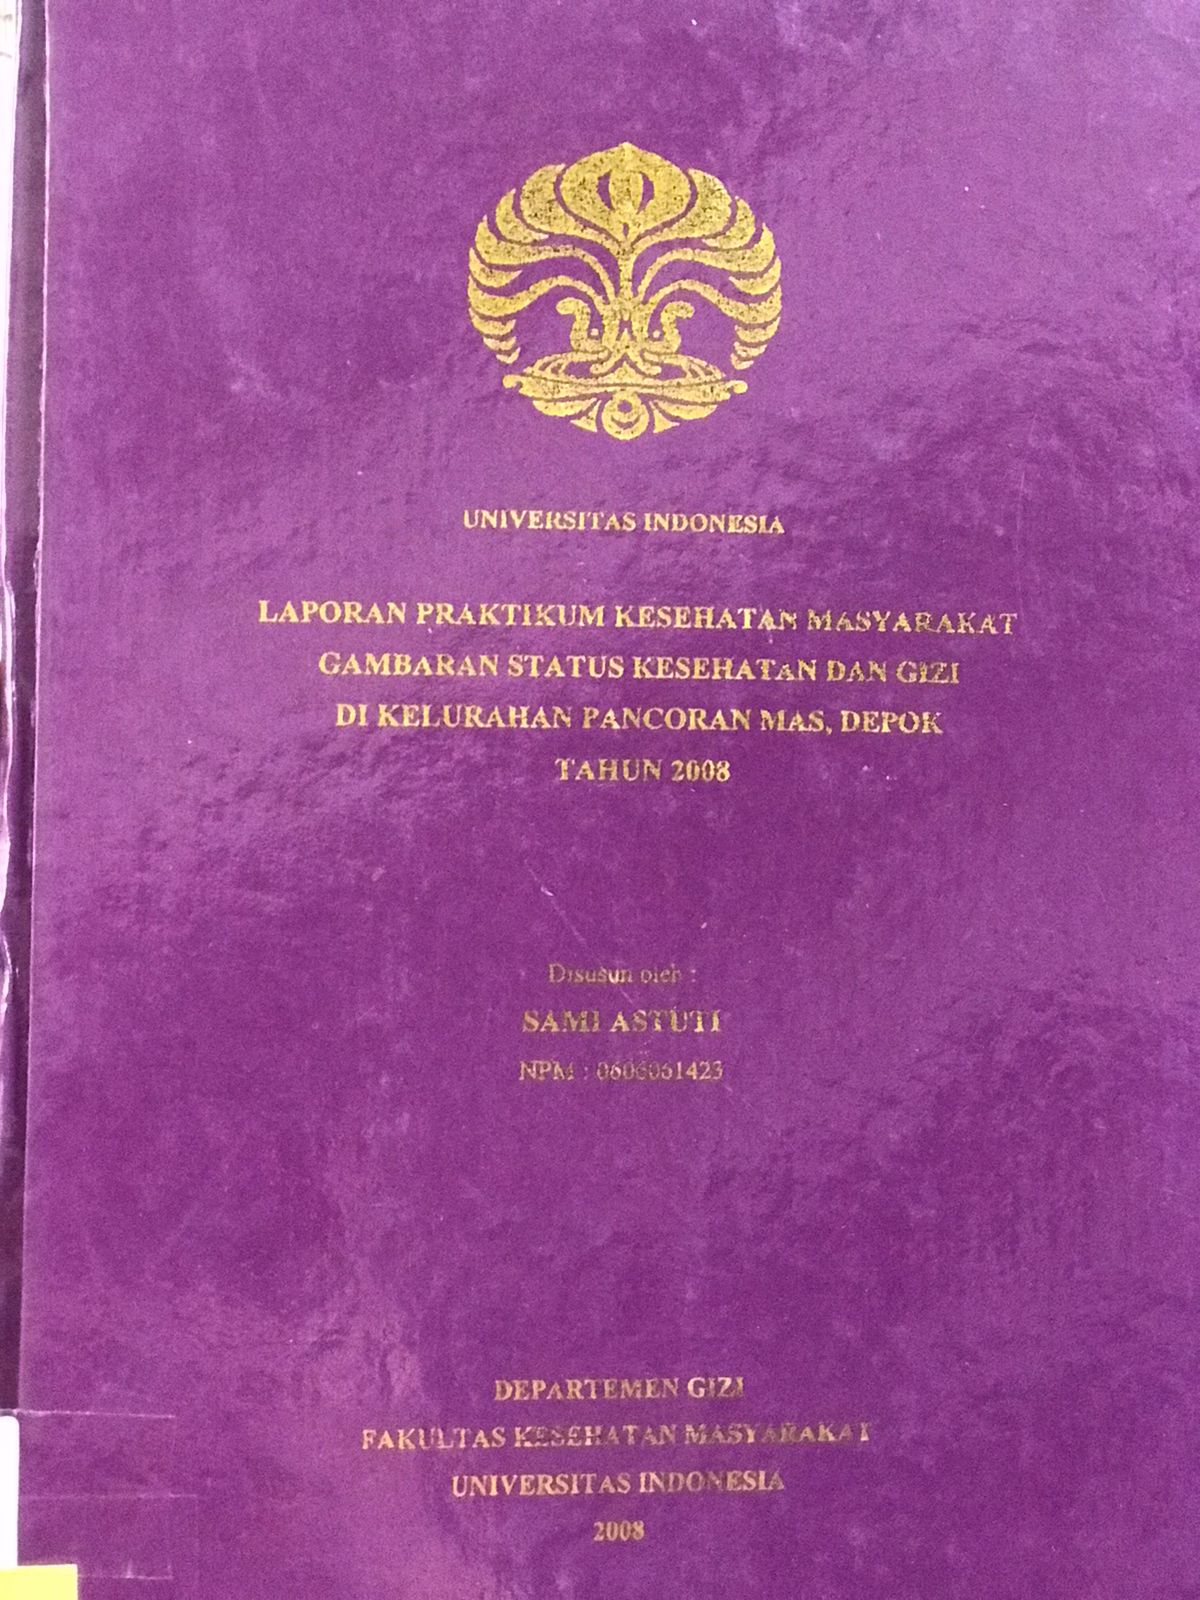 UNIVERSITAS INDONESIA
LAPORAN PRAKTIKUM KESEHATAN MASYARAKAT
GAMBARAN STATUS KESEHATAN DAN GIZI
DI KELURAHAN PANCORAN MAS, DEPOK
TAHUN 2008
Disusun oleh :
SAMI ASTUTI
NPM : 0606061423
DEPARTEMEN GIZI
FAKULTAS KESEHATAN MASYARAKAT
UNIVERSITAS INDONESIA
2008